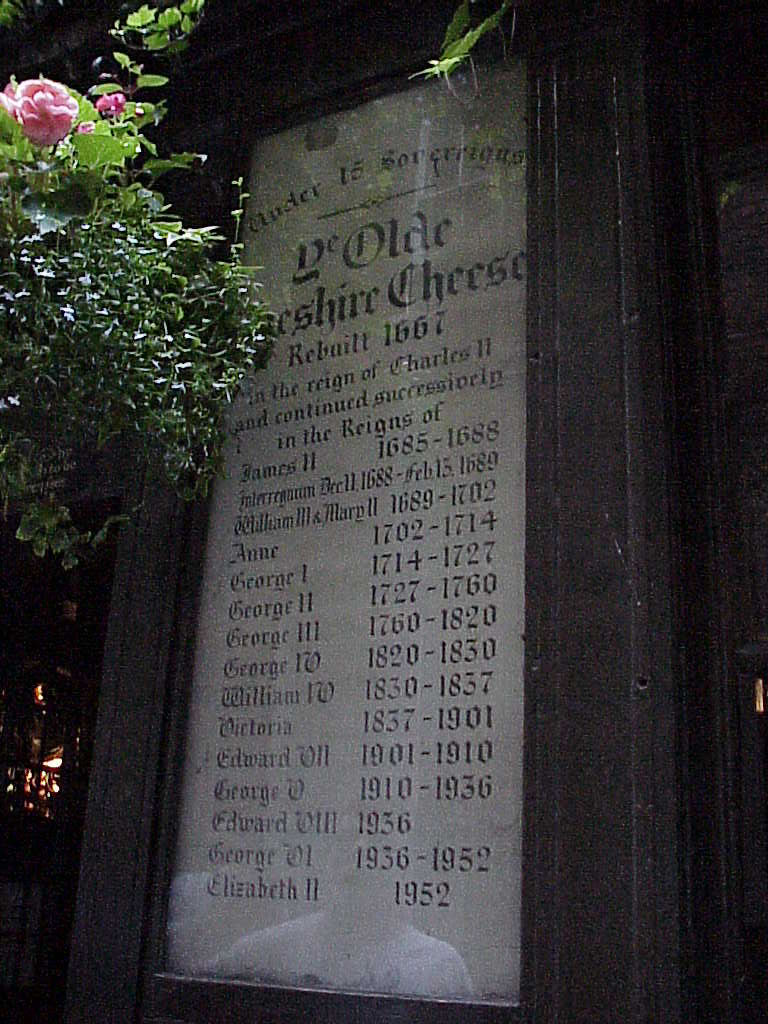 Under 15 Sovereigns
Ye Olde
eshire Cheese
Rebuilt 1667
in the reign of Charles II
and continued successively
in the Reigns of
James II 1685-1688
Interregnum Dec 11, 1688 - Feb 13, 1689
William III & Mary II 1689-1702
Anne 1702-1714
George I 1714-1727
George II 1727-1760
George III 1760-1820
George IV 1820-1830
William IV 1830-1837
Victoria 1837-1901
Edward VII 1901-1910
George V 1910-1936
Edward VIII 1936
George VI 1936-1952
Elizabeth II 1952